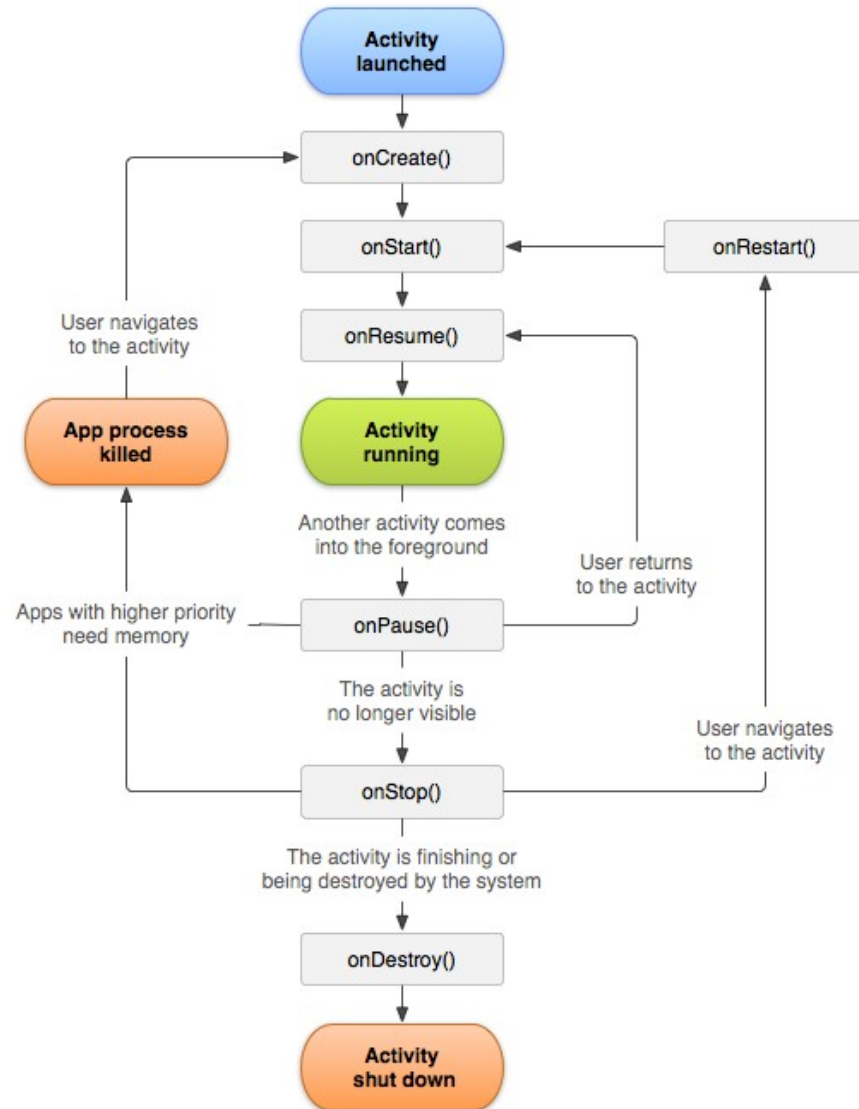 Activity
launched
onCreate()
onStart()
onRestart()
User navigates
to the activity
onResume()
App process
killed
Activity
running
Another activity comes
into the foreground
User returns
to the activity
Apps with higher priority
need memory
onPause()
The activity is
no longer visible
User navigates
to the activity
onStop()
The activity is finishing or
being destroyed by the system
onDestroy()
Activity
shut down